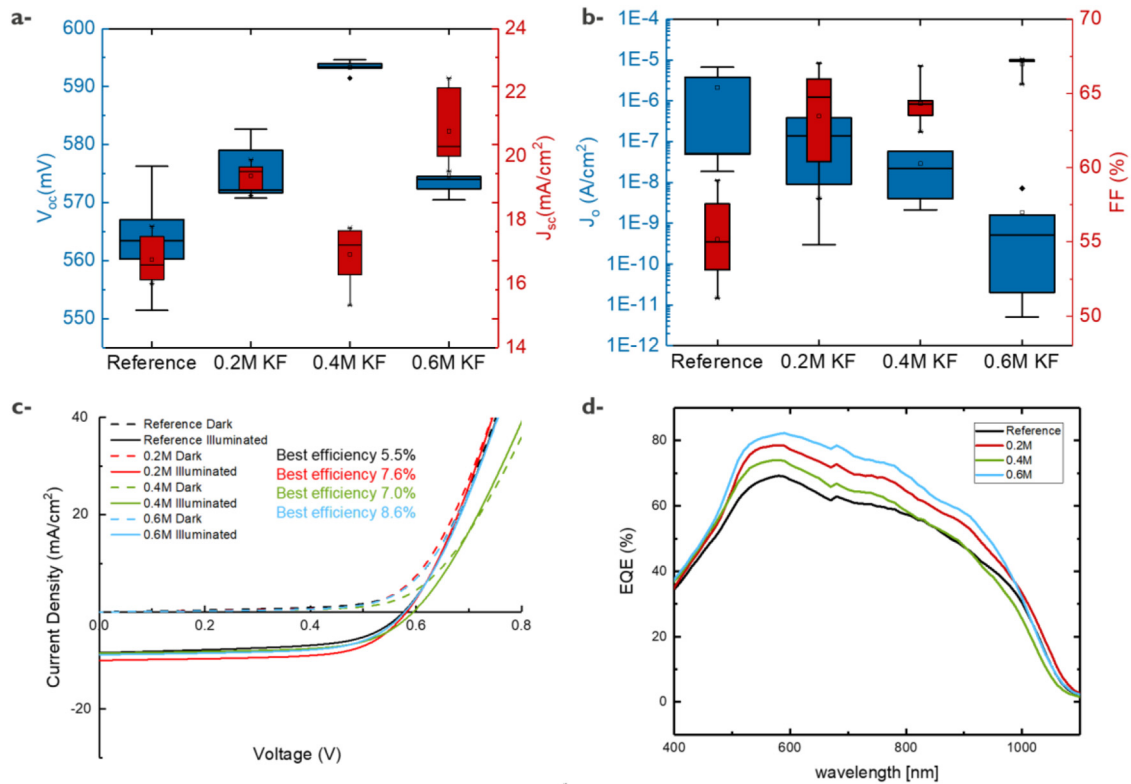 a-
600
590
580
570
560
550
Voc(mV)
24
22
20
18
16
14
Jsc(mA/cm²)
Reference 0.2M KF 0.4M KF 0.6M KF
b-
1E-4
1E-5
1E-6
1E-7
1E-8
1E-9
1E-10
1E-11
1E-12
Jo (A/cm²)
70
65
60
55
50
FF (%)
Reference 0.2M KF 0.4M KF 0.6M KF
c-
40
20
0
-20
Current Density (mA/cm²)
Reference Dark
Reference Illuminated
0.2M Dark
0.2M Illuminated
0.4M Dark
0.4M Illuminated
0.6M Dark
0.6M Illuminated
Best efficiency 5.5%
Best efficiency 7.6%
Best efficiency 7.0%
Best efficiency 8.6%
0.0 0.2 0.4 0.6 0.8
Voltage (V)
d-
80
60
40
20
0
EQE (%)
Reference
0.2M
0.4M
0.6M
400 600 800 1000
wavelength [nm]